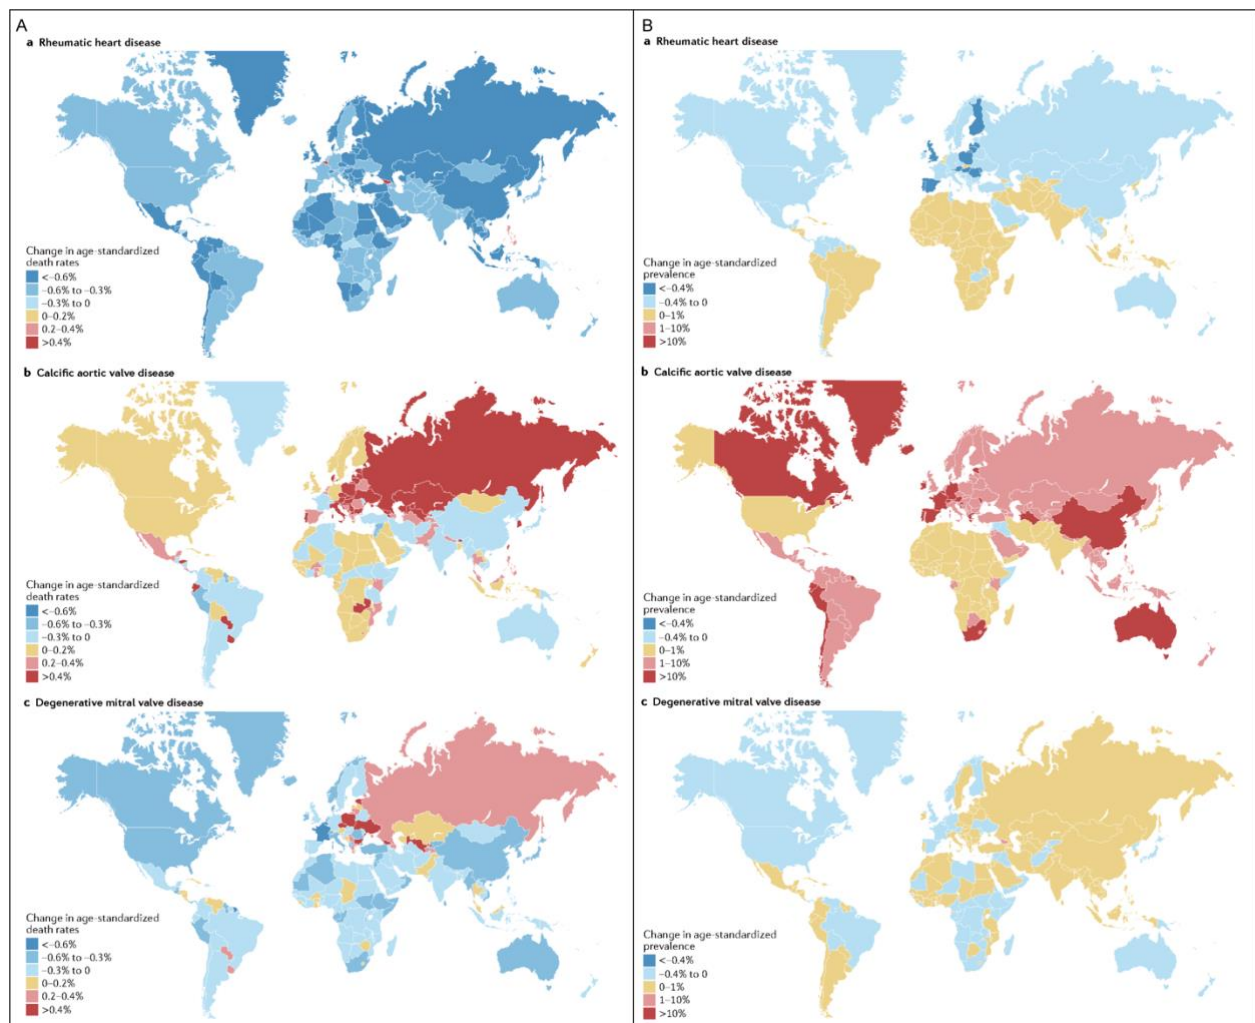 A
a Rheumatic heart disease
Change in age-standardized
death rates
<–0.6%
–0.6% to –0.3%
–0.3% to 0
0–0.2%
0.2–0.4%
>0.4%
b Calcific aortic valve disease
Change in age-standardized
death rates
<–0.6%
–0.6% to –0.3%
–0.3% to 0
0–0.2%
0.2–0.4%
>0.4%
c Degenerative mitral valve disease
Change in age-standardized
death rates
<–0.6%
–0.6% to –0.3%
–0.3% to 0
0–0.2%
0.2–0.4%
>0.4%
B
a Rheumatic heart disease
Change in age-standardized
prevalence
<–0.4%
–0.4% to 0
0–1%
1–10%
>10%
b Calcific aortic valve disease
Change in age-standardized
prevalence
<–0.4%
–0.4% to 0
0–1%
1–10%
>10%
c Degenerative mitral valve disease
Change in age-standardized
prevalence
<–0.4%
–0.4% to 0
0–1%
1–10%
>10%